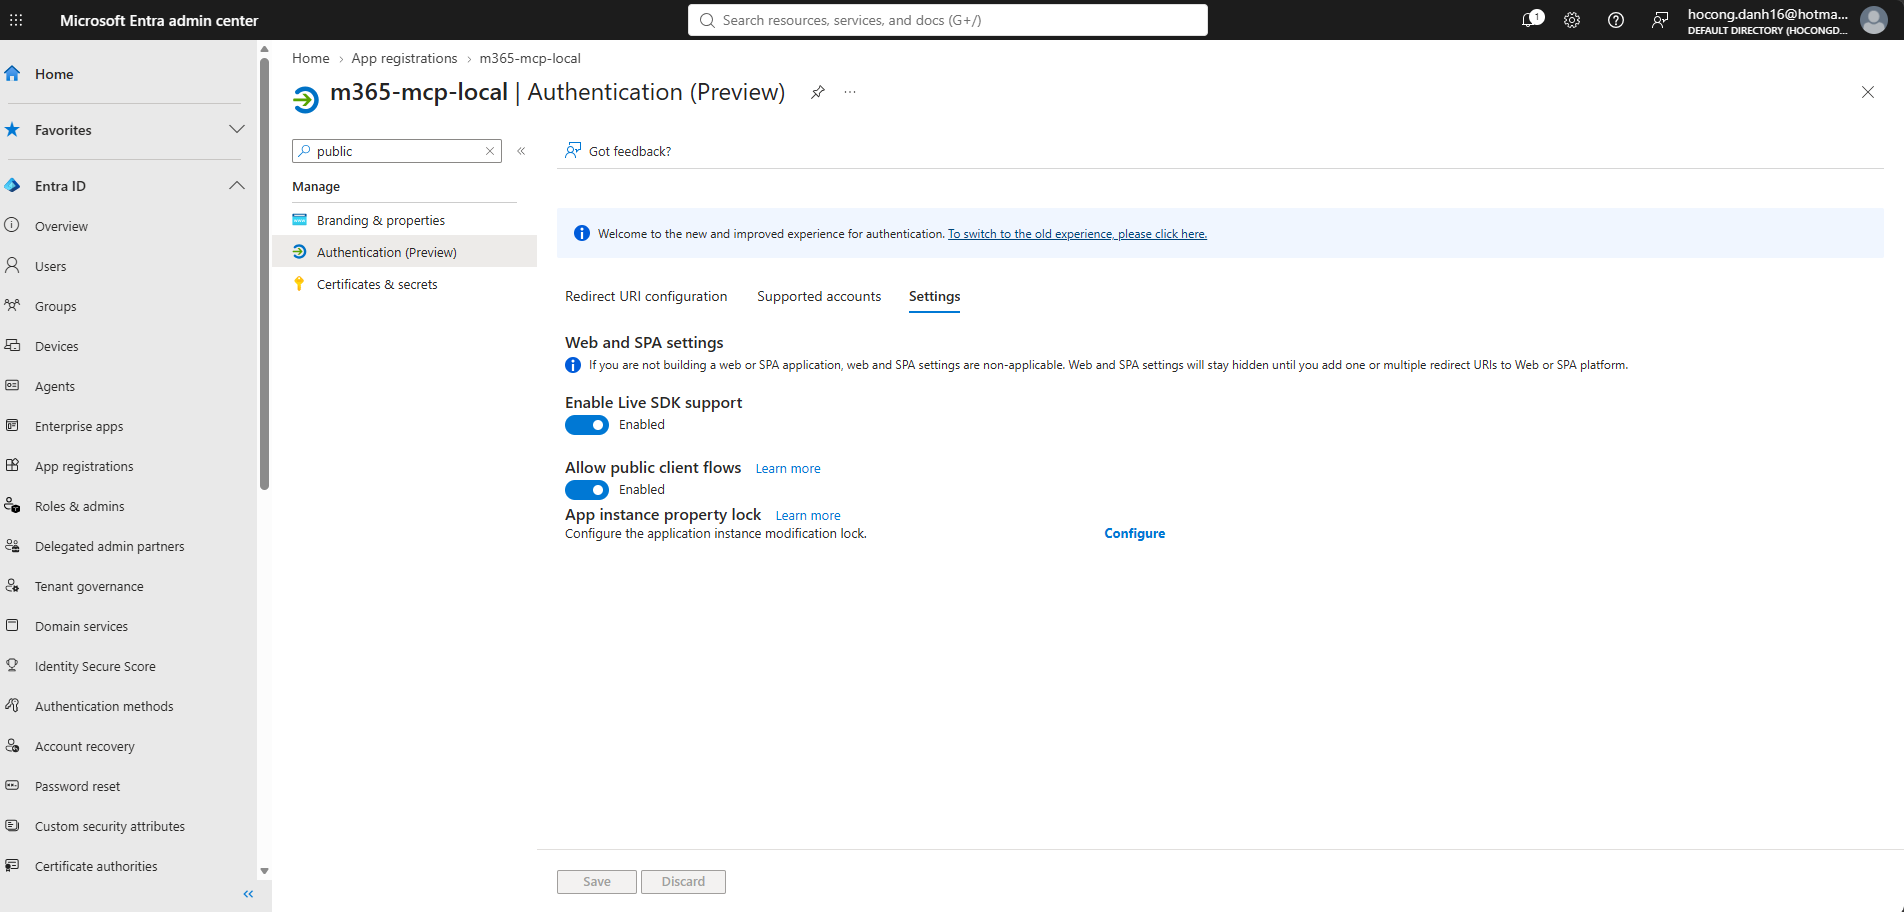 Microsoft Entra admin center
Search resources, services, and docs (G+/)
1
hocong.danh16@hotma...
DEFAULT DIRECTORY (HOCONGD...
Home
Favorites
Entra ID
Overview
Users
Groups
Devices
Agents
Enterprise apps
App registrations
Roles & admins
Delegated admin partners
Tenant governance
Domain services
Identity Secure Score
Authentication methods
Account recovery
Password reset
Custom security attributes
Certificate authorities
Home > App registrations > m365-mcp-local
m365-mcp-local | Authentication (Preview)
public
Manage
Branding & properties
Authentication (Preview)
Certificates & secrets
Got feedback?
Welcome to the new and improved experience for authentication. To switch to the old experience, please click here.
Redirect URI configuration Supported accounts Settings
Web and SPA settings
If you are not building a web or SPA application, web and SPA settings are non-applicable. Web and SPA settings will stay hidden until you add one or multiple redirect URIs to Web or SPA platform.
Enable Live SDK support
Enabled
Allow public client flows Learn more
Enabled
App instance property lock Learn more
Configure the application instance modification lock. Configure
Save Discard